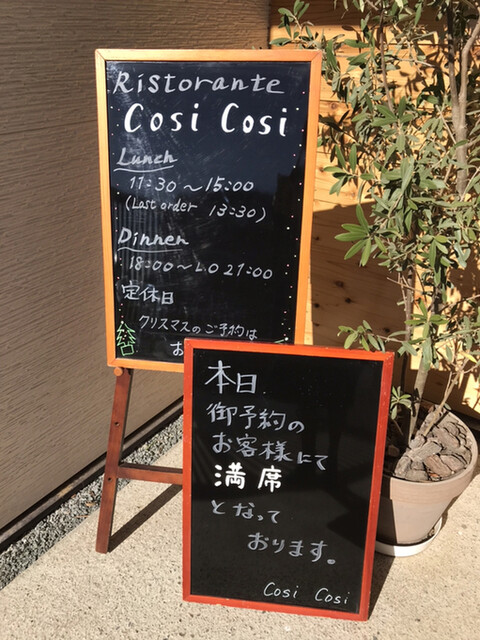 Ristorante
Cosi Cosi
Lunch
11:30 〜 15:00
(Last order 13:30)
Dinner
18:00 〜 L.O 21:00
定休日
クリスマスのご予約は
お
本日
御予約の
お客様にて
満席
となって
おります。
Cosi Cosi